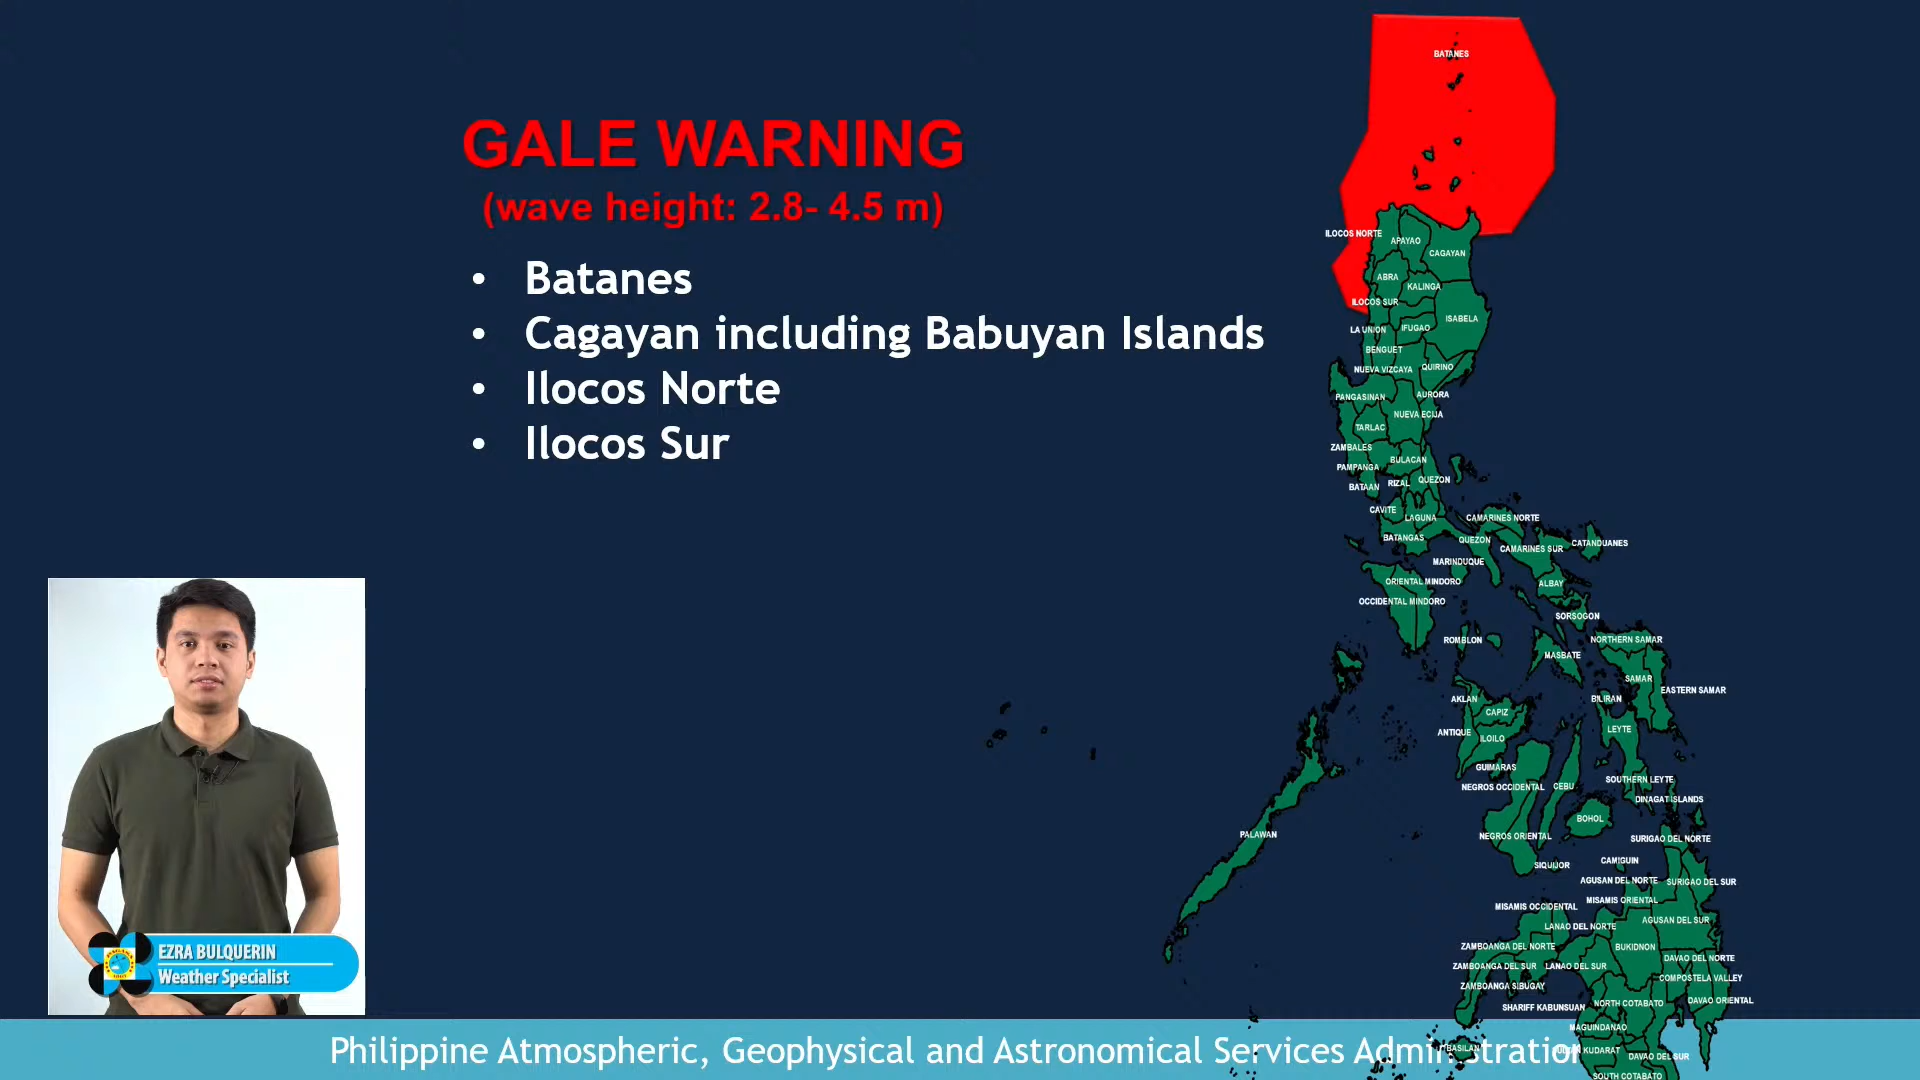 GALE WARNING
(wave height: 2.8- 4.5 m)
• Batanes
• Cagayan including Babuyan Islands
• Ilocos Norte
• Ilocos Sur
BATANES
ILOCOS NORTE
APAYAO
CAGAYAN
ABRA
KALINGA
ILOCOS SUR
ISABELA
LA UNION
IFUGAO
BENGUET
NUEVA VIZCAYA
QUIRINO
PANGASINAN
AURORA
NUEVA ECIJA
TARLAC
ZAMBALES
BULACAN
PAMPANGA
BATAAN
RIZAL
QUEZON
CAVITE
LAGUNA
CAMARINES NORTE
BATANGAS
QUEZON
CAMARINES SUR
CATANDUANES
MARINDUQUE
ORIENTAL MINDORO
ALBAY
OCCIDENTAL MINDORO
SORSOGON
ROMBLON
NORTHERN SAMAR
MASBATE
SAMAR
EASTERN SAMAR
AKLAN
BILIRAN
CAPIZ
ANTIQUE
ILOILO
LEYTE
GUIMARAS
NEGROS OCCIDENTAL
CEBU
SOUTHERN LEYTE
DINAGAT ISLANDS
BOHOL
PALAWAN
NEGROS ORIENTAL
SURIGAO DEL NORTE
SIQUIJOR
CAMIGUIN
AGUSAN DEL NORTE
SURIGAO DEL SUR
MISAMIS OCCIDENTAL
MISAMIS ORIENTAL
LANAO DEL NORTE
AGUSAN DEL SUR
ZAMBOANGA DEL NORTE
BUKIDNON
DAVAO DEL NORTE
ZAMBOANGA DEL SUR
LANAO DEL SUR
COMPOSTELA VALLEY
ZAMBOANGA SIBUGAY
SHARIFF KABUNSUAN
NORTH COTABATO
DAVAO ORIENTAL
MAGUINDANAO
BASILAN
KUDARAT
DAVAO DEL SUR
SOUTH COTABATO
EZRA BULQUERIN
Weather Specialist
Philippine Atmospheric, Geophysical and Astronomical Services Administration